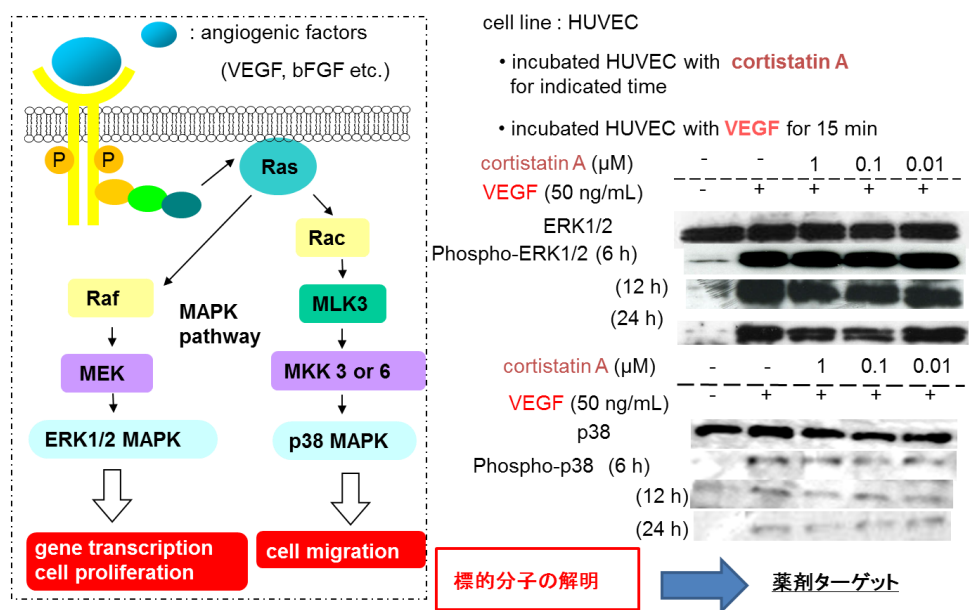 : angiogenic factors
(VEGF, bFGF etc.)
P
P
Ras
Rac
Raf
MAPK
pathway
MLK3
MEK
MKK 3 or 6
ERK1/2 MAPK
p38 MAPK
gene transcription
cell proliferation
cell migration
cell line : HUVEC
• incubated HUVEC with cortistatin A
for indicated time
• incubated HUVEC with VEGF for 15 min
cortistatin A (µM) - - 1 0.1 0.01
VEGF (50 ng/mL) - + + + +
ERK1/2
Phospho-ERK1/2 (6 h)
(12 h)
(24 h)
cortistatin A (µM) - - 1 0.1 0.01
VEGF (50 ng/mL) - + + + +
p38
Phospho-p38 (6 h)
(12 h)
(24 h)
標的分子の解明
薬剤ターゲット